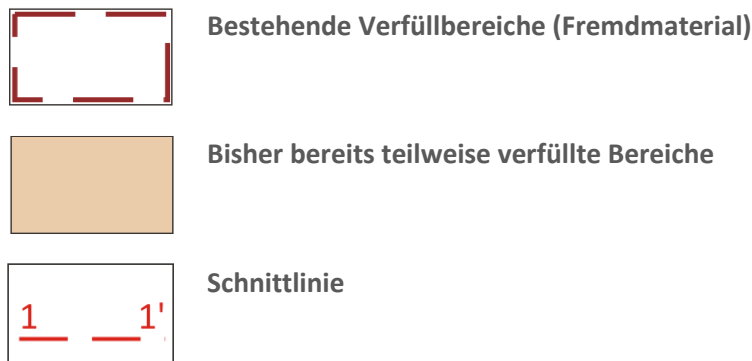 Bestehende Verfüllbereiche (Fremdmaterial)
Bisher bereits teilweise verfüllte Bereiche
Schnittlinie
1 1'